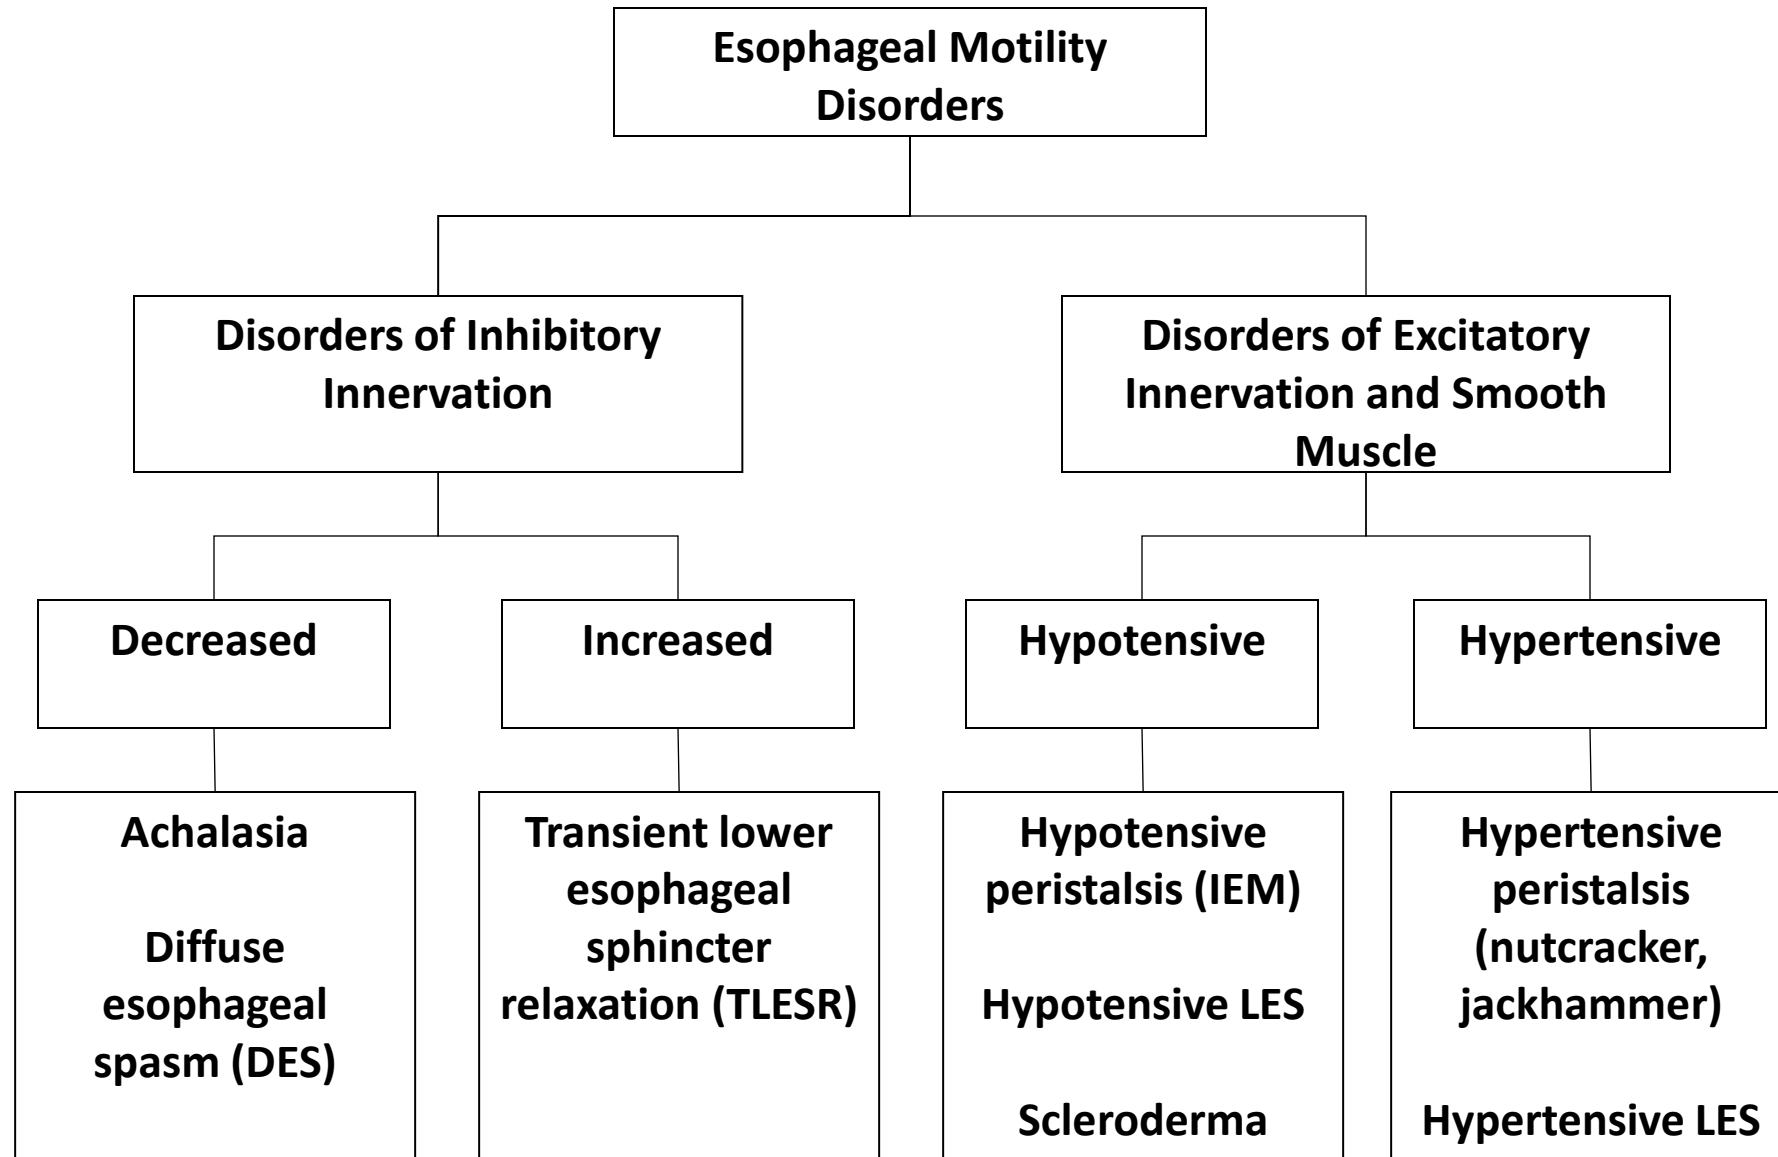 Esophageal Motility
Disorders
Disorders of Inhibitory
Innervation
Disorders of Excitatory
Innervation and Smooth
Muscle
Decreased
Increased
Hypotensive
Hypertensive
Achalasia
Diffuse
esophageal
spasm (DES)
Transient lower
esophageal
sphincter
relaxation (TLESR)
Hypotensive
peristalsis (IEM)
Hypotensive LES
Scleroderma
Hypertensive
peristalsis
(nutcracker,
jackhammer)
Hypertensive LES